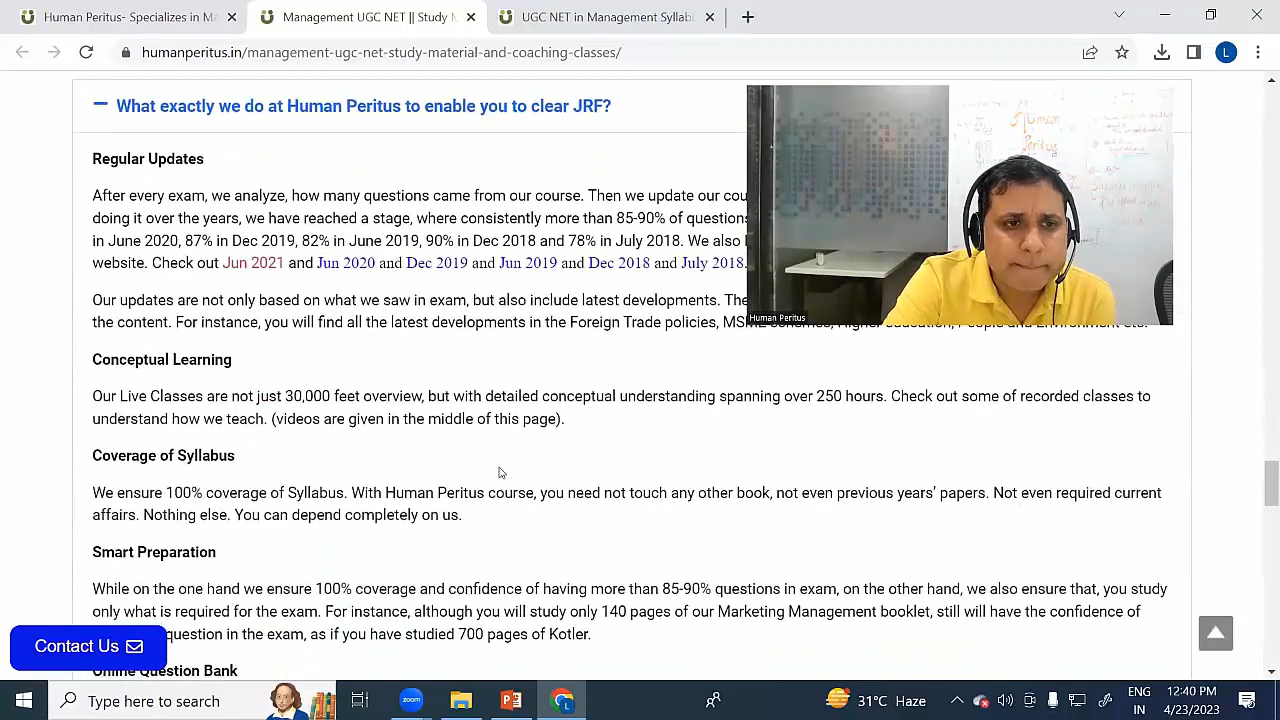 Human Peritus- Specializes in Ma
Management UGC NET || Study M
UGC NET in Management Syllab
humanperitus.in/management-ugc-net-study-material-and-coaching-classes/
L
What exactly we do at Human Peritus to enable you to clear JRF?
Regular Updates
After every exam, we analyze, how many questions came from our course. Then we update our cou
doing it over the years, we have reached a stage, where consistently more than 85-90% of questions
in June 2020, 87% in Dec 2019, 82% in June 2019, 90% in Dec 2018 and 78% in July 2018. We also
website. Check out Jun 2021 and Jun 2020 and Dec 2019 and Jun 2019 and Dec 2018 and July 2018.
Human
Peritus
Human Peritus
Our updates are not only based on what we saw in exam, but also include latest developments. The
the content. For instance, you will find all the latest developments in the Foreign Trade policies, MSME schemes, Higher education, People and Environment etc.
Conceptual Learning
Our Live Classes are not just 30,000 feet overview, but with detailed conceptual understanding spanning over 250 hours. Check out some of recorded classes to
understand how we teach. (videos are given in the middle of this page).
Coverage of Syllabus
We ensure 100% coverage of Syllabus. With Human Peritus course, you need not touch any other book, not even previous years' papers. Not even required current
affairs. Nothing else. You can depend completely on us.
Smart Preparation
While on the one hand we ensure 100% coverage and confidence of having more than 85-90% questions in exam, on the other hand, we also ensure that, you study
only what is required for the exam. For instance, although you will study only 140 pages of our Marketing Management booklet, still will have the confidence of
question in the exam, as if you have studied 700 pages of Kotler.
Contact Us
Online Question Bank
Type here to search
zoom
31°C Haze
ENG
IN
12:40 PM
4/23/2023